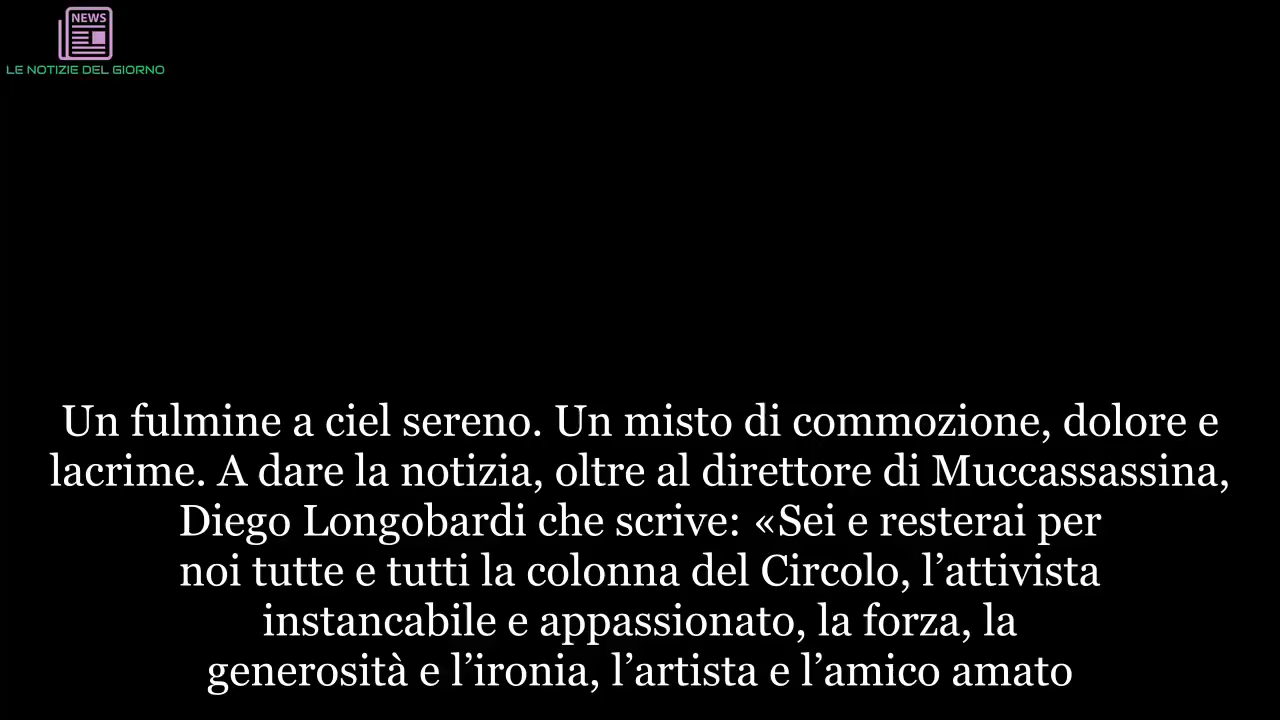 NEWS
LE NOTIZIE DEL GIORNO
Un fulmine a ciel sereno. Un misto di commozione, dolore e
lacrime. A dare la notizia, oltre al direttore di Muccassassina,
Diego Longobardi che scrive: «Sei e resterai per
noi tutte e tutti la colonna del Circolo, l’attivista
instancabile e appassionato, la forza, la
generosità e l’ironia, l’artista e l’amico amato